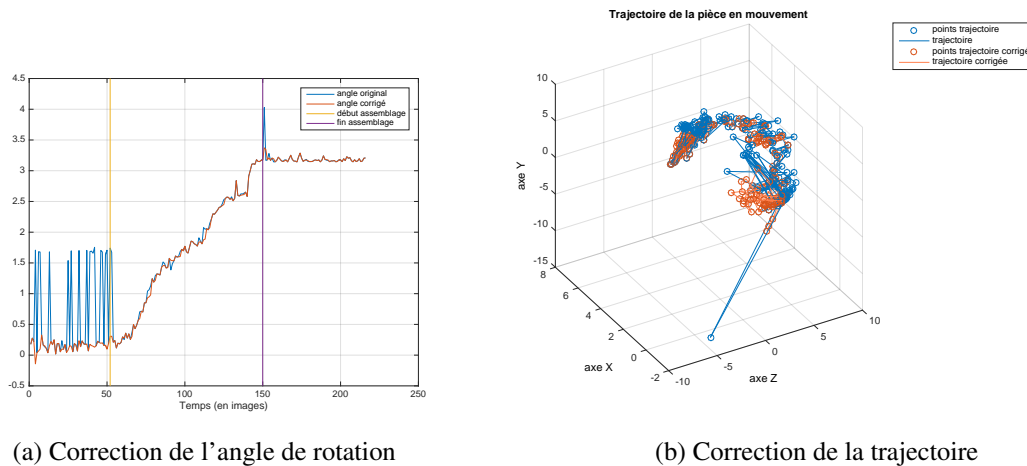 4.5
4
3.5
3
2.5
2
1.5
1
0.5
0
-0.5
0 50 100 150 200 250
Temps (en images)
angle original
angle corrigé
début assemblage
fin assemblage
(a) Correction de l'angle de rotation
Trajectoire de la pièce en mouvement
points trajectoire
trajectoire
points trajectoire corrigé
trajectoire corrigée
10
5
0
-5
-10
-15
axe Y
8
6
4
2
0
-2
axe X
-10
-5
0
5
10
axe Z
(b) Correction de la trajectoire